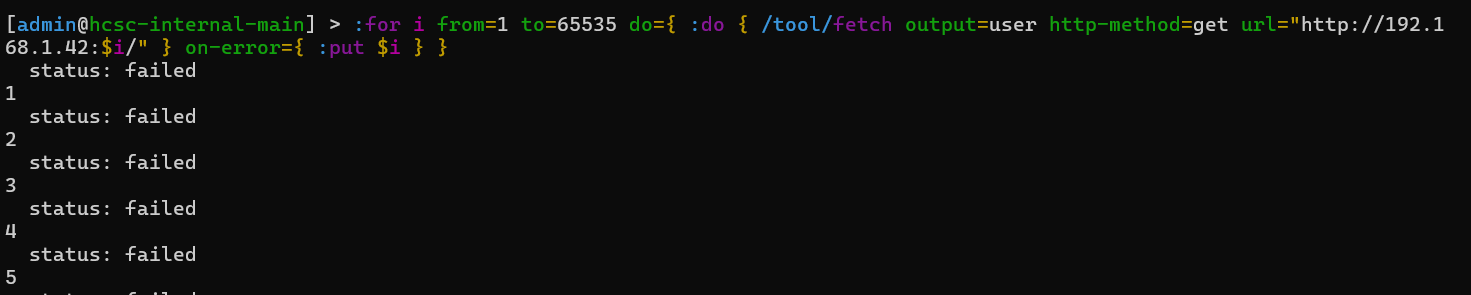 [admin@hcsc-internal-main] > :for i from=1 to=65535 do={ :do { /tool/fetch output=user http-method=get url="http://192.1
68.1.42:$i/" } on-error={ :put $i } }
  status: failed
1
  status: failed
2
  status: failed
3
  status: failed
4
  status: failed
5